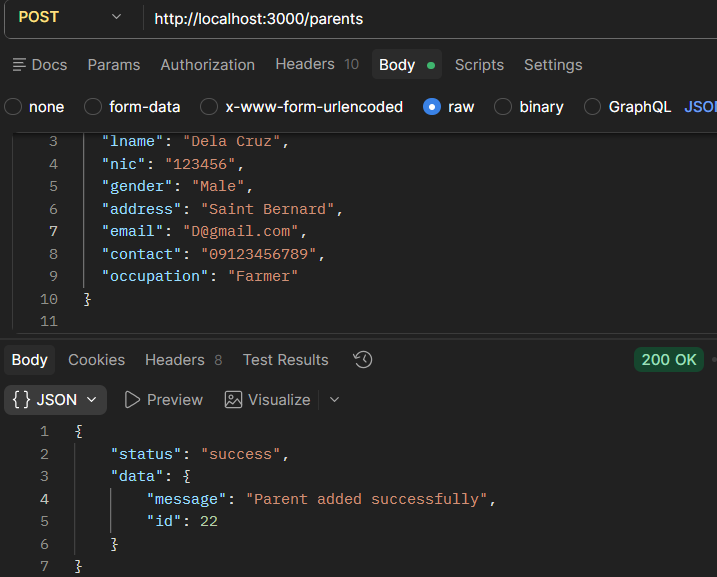 POST http://localhost:3000/parents
Docs Params Authorization Headers 10 Body Scripts Settings
none form-data x-www-form-urlencoded raw binary GraphQL JSON
3 "lname": "Dela Cruz",
4 "nic": "123456",
5 "gender": "Male",
6 "address": "Saint Bernard",
7 "email": "D@gmail.com",
8 "contact": "09123456789",
9 "occupation": "Farmer"
10 }
11
Body Cookies Headers 8 Test Results 200 OK
{} JSON Preview Visualize
1 {
2 "status": "success",
3 "data": {
4 "message": "Parent added successfully",
5 "id": 22
6 }
7 }